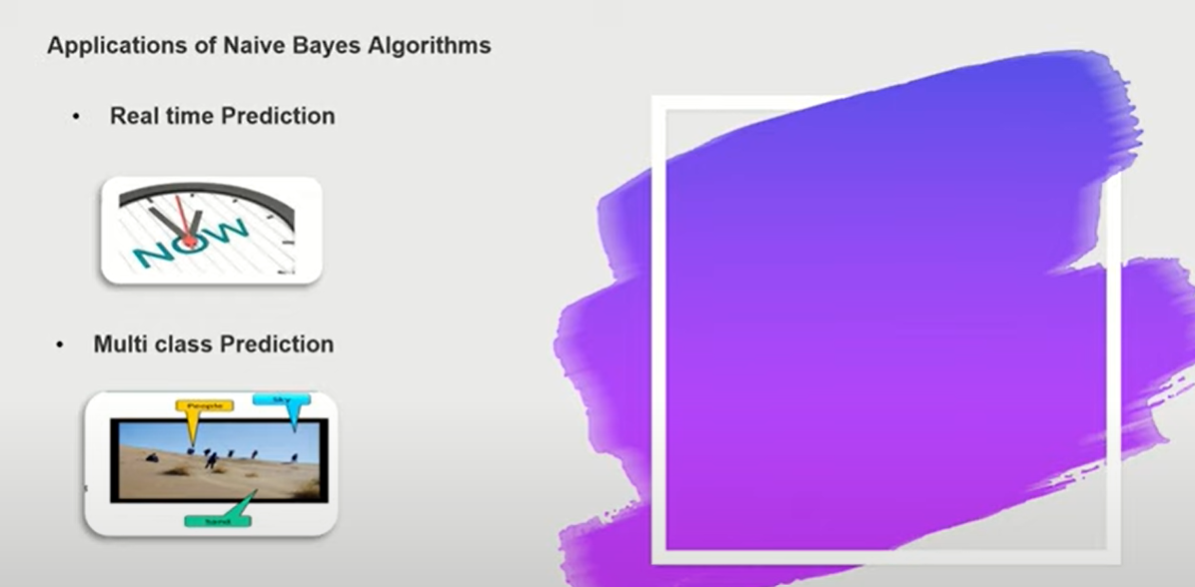 Applications of Naive Bayes Algorithms
• Real time Prediction
NOW
• Multi class Prediction
People
Sky
Sand